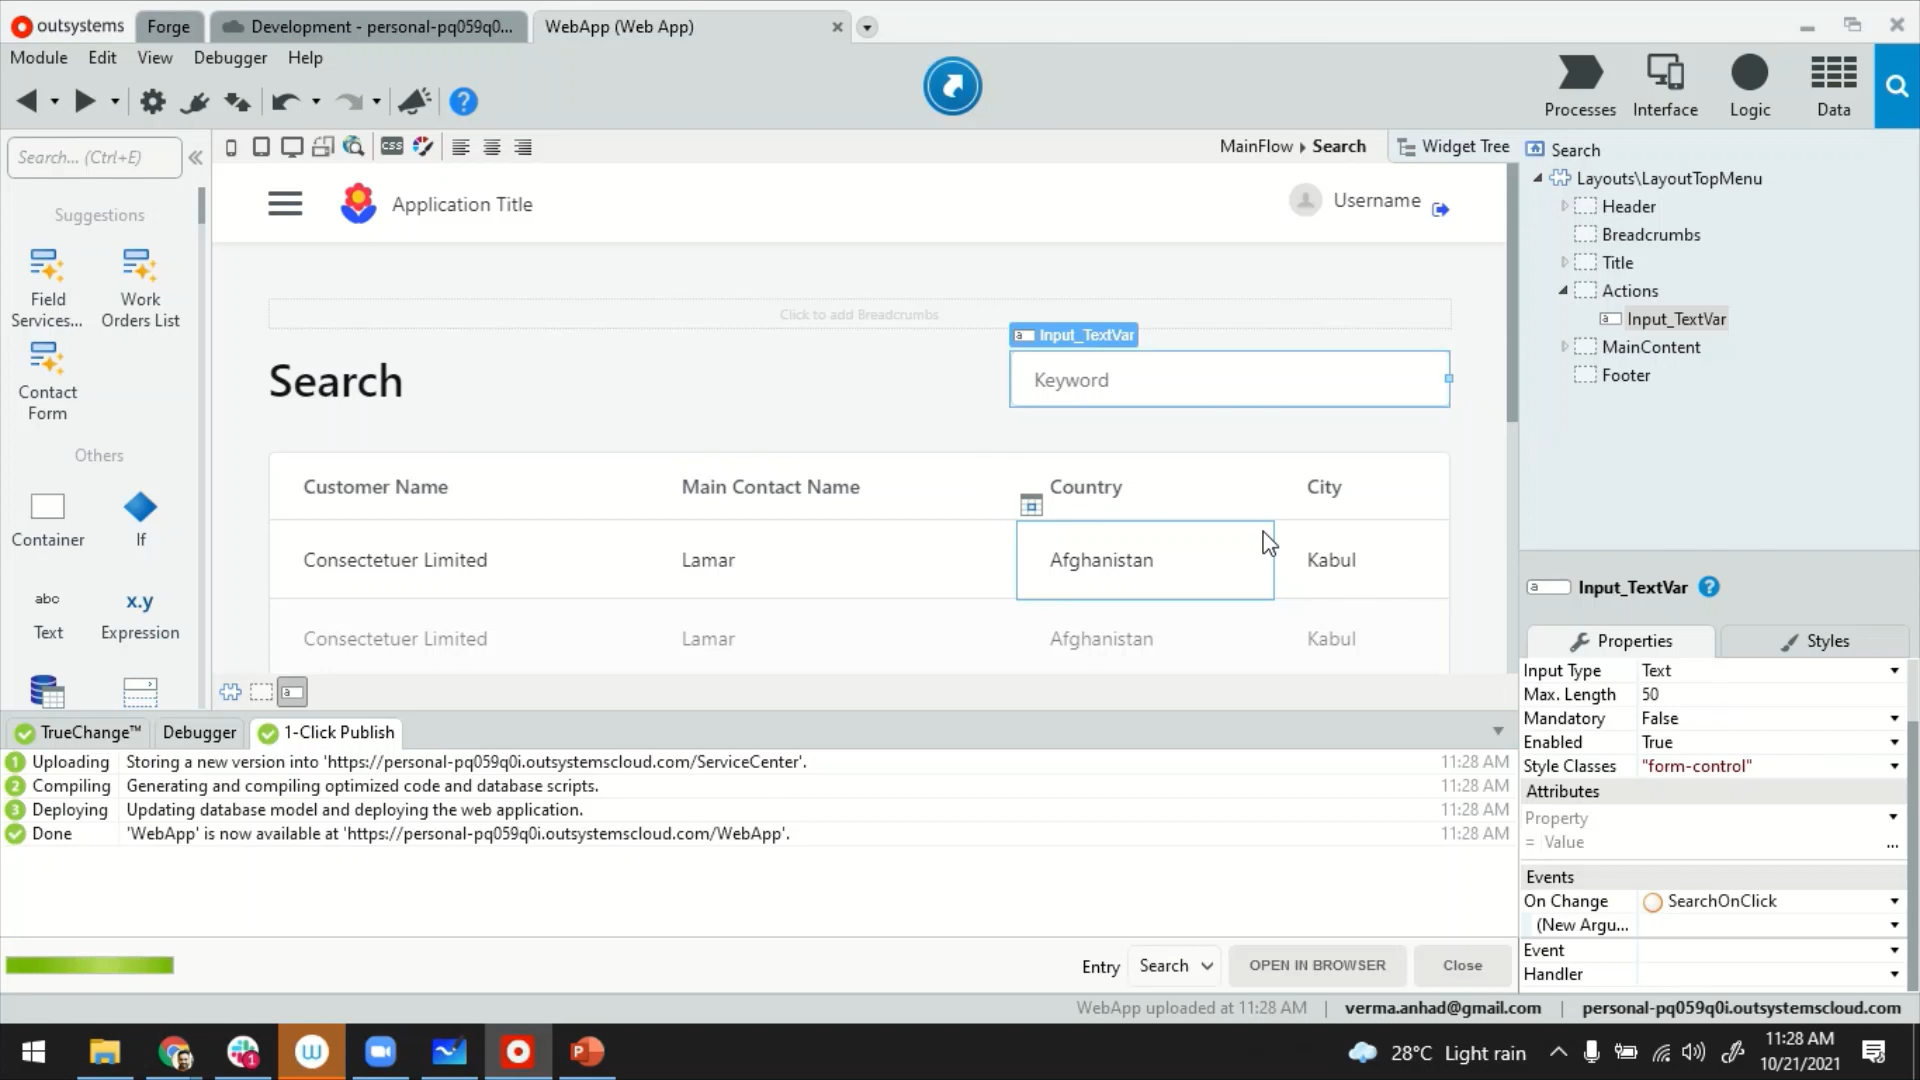 outsystems
Forge
Development - personal-pq059q0...
WebApp (Web App)
Module Edit View Debugger Help
Processes
Interface
Logic
Data
Search... (Ctrl+E)
CSS
MainFlow Search
Widget Tree
Search
Layouts\LayoutTopMenu
Header
Breadcrumbs
Title
Actions
Input_TextVar
MainContent
Footer
Suggestions
Field Services...
Work Orders List
Contact Form
Others
Container
If
abc
Text
x.y
Expression
Application Title
Username
Click to add Breadcrumbs
Input_TextVar
Search
Keyword
Customer Name Main Contact Name Country City
Consectetuer Limited Lamar Afghanistan Kabul
Consectetuer Limited Lamar Afghanistan Kabul
Input_TextVar
Properties
Styles
Input Type Text
Max. Length 50
Mandatory False
Enabled True
Style Classes "form-control"
Attributes
Property
= Value ...
Events
On Change SearchOnClick
(New Argu...
Event
Handler
TrueChange™ Debugger 1-Click Publish
1 Uploading Storing a new version into 'https://personal-pq059q0i.outsystemscloud.com/ServiceCenter'. 11:28 AM
2 Compiling Generating and compiling optimized code and database scripts. 11:28 AM
3 Deploying Updating database model and deploying the web application. 11:28 AM
Done 'WebApp' is now available at 'https://personal-pq059q0i.outsystemscloud.com/WebApp'. 11:28 AM
Entry Search OPEN IN BROWSER Close
WebApp uploaded at 11:28 AM | verma.anhad@gmail.com | personal-pq059q0i.outsystemscloud.com
28°C Light rain
11:28 AM
10/21/2021